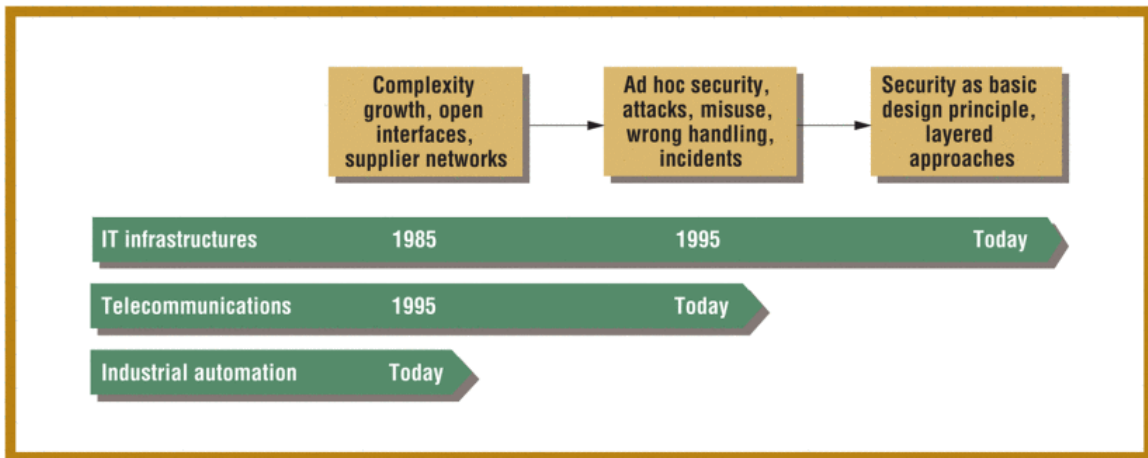 Complexity
growth, open
interfaces,
supplier networks
Ad hoc security,
attacks, misuse,
wrong handling,
incidents
Security as basic
design principle,
layered
approaches
IT infrastructures 1985 1995 Today
Telecommunications 1995 Today
Industrial automation Today